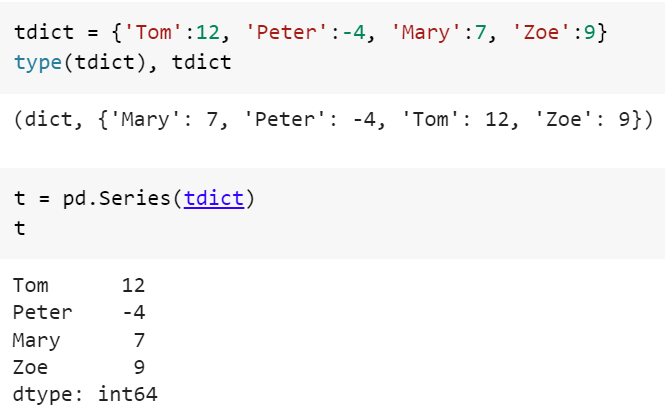 tdict = {'Tom':12, 'Peter':-4, 'Mary':7, 'Zoe':9}
type(tdict), tdict
(dict, {'Mary': 7, 'Peter': -4, 'Tom': 12, 'Zoe': 9})
t = pd.Series(tdict)
t
Tom      12
Peter    -4
Mary      7
Zoe       9
dtype: int64